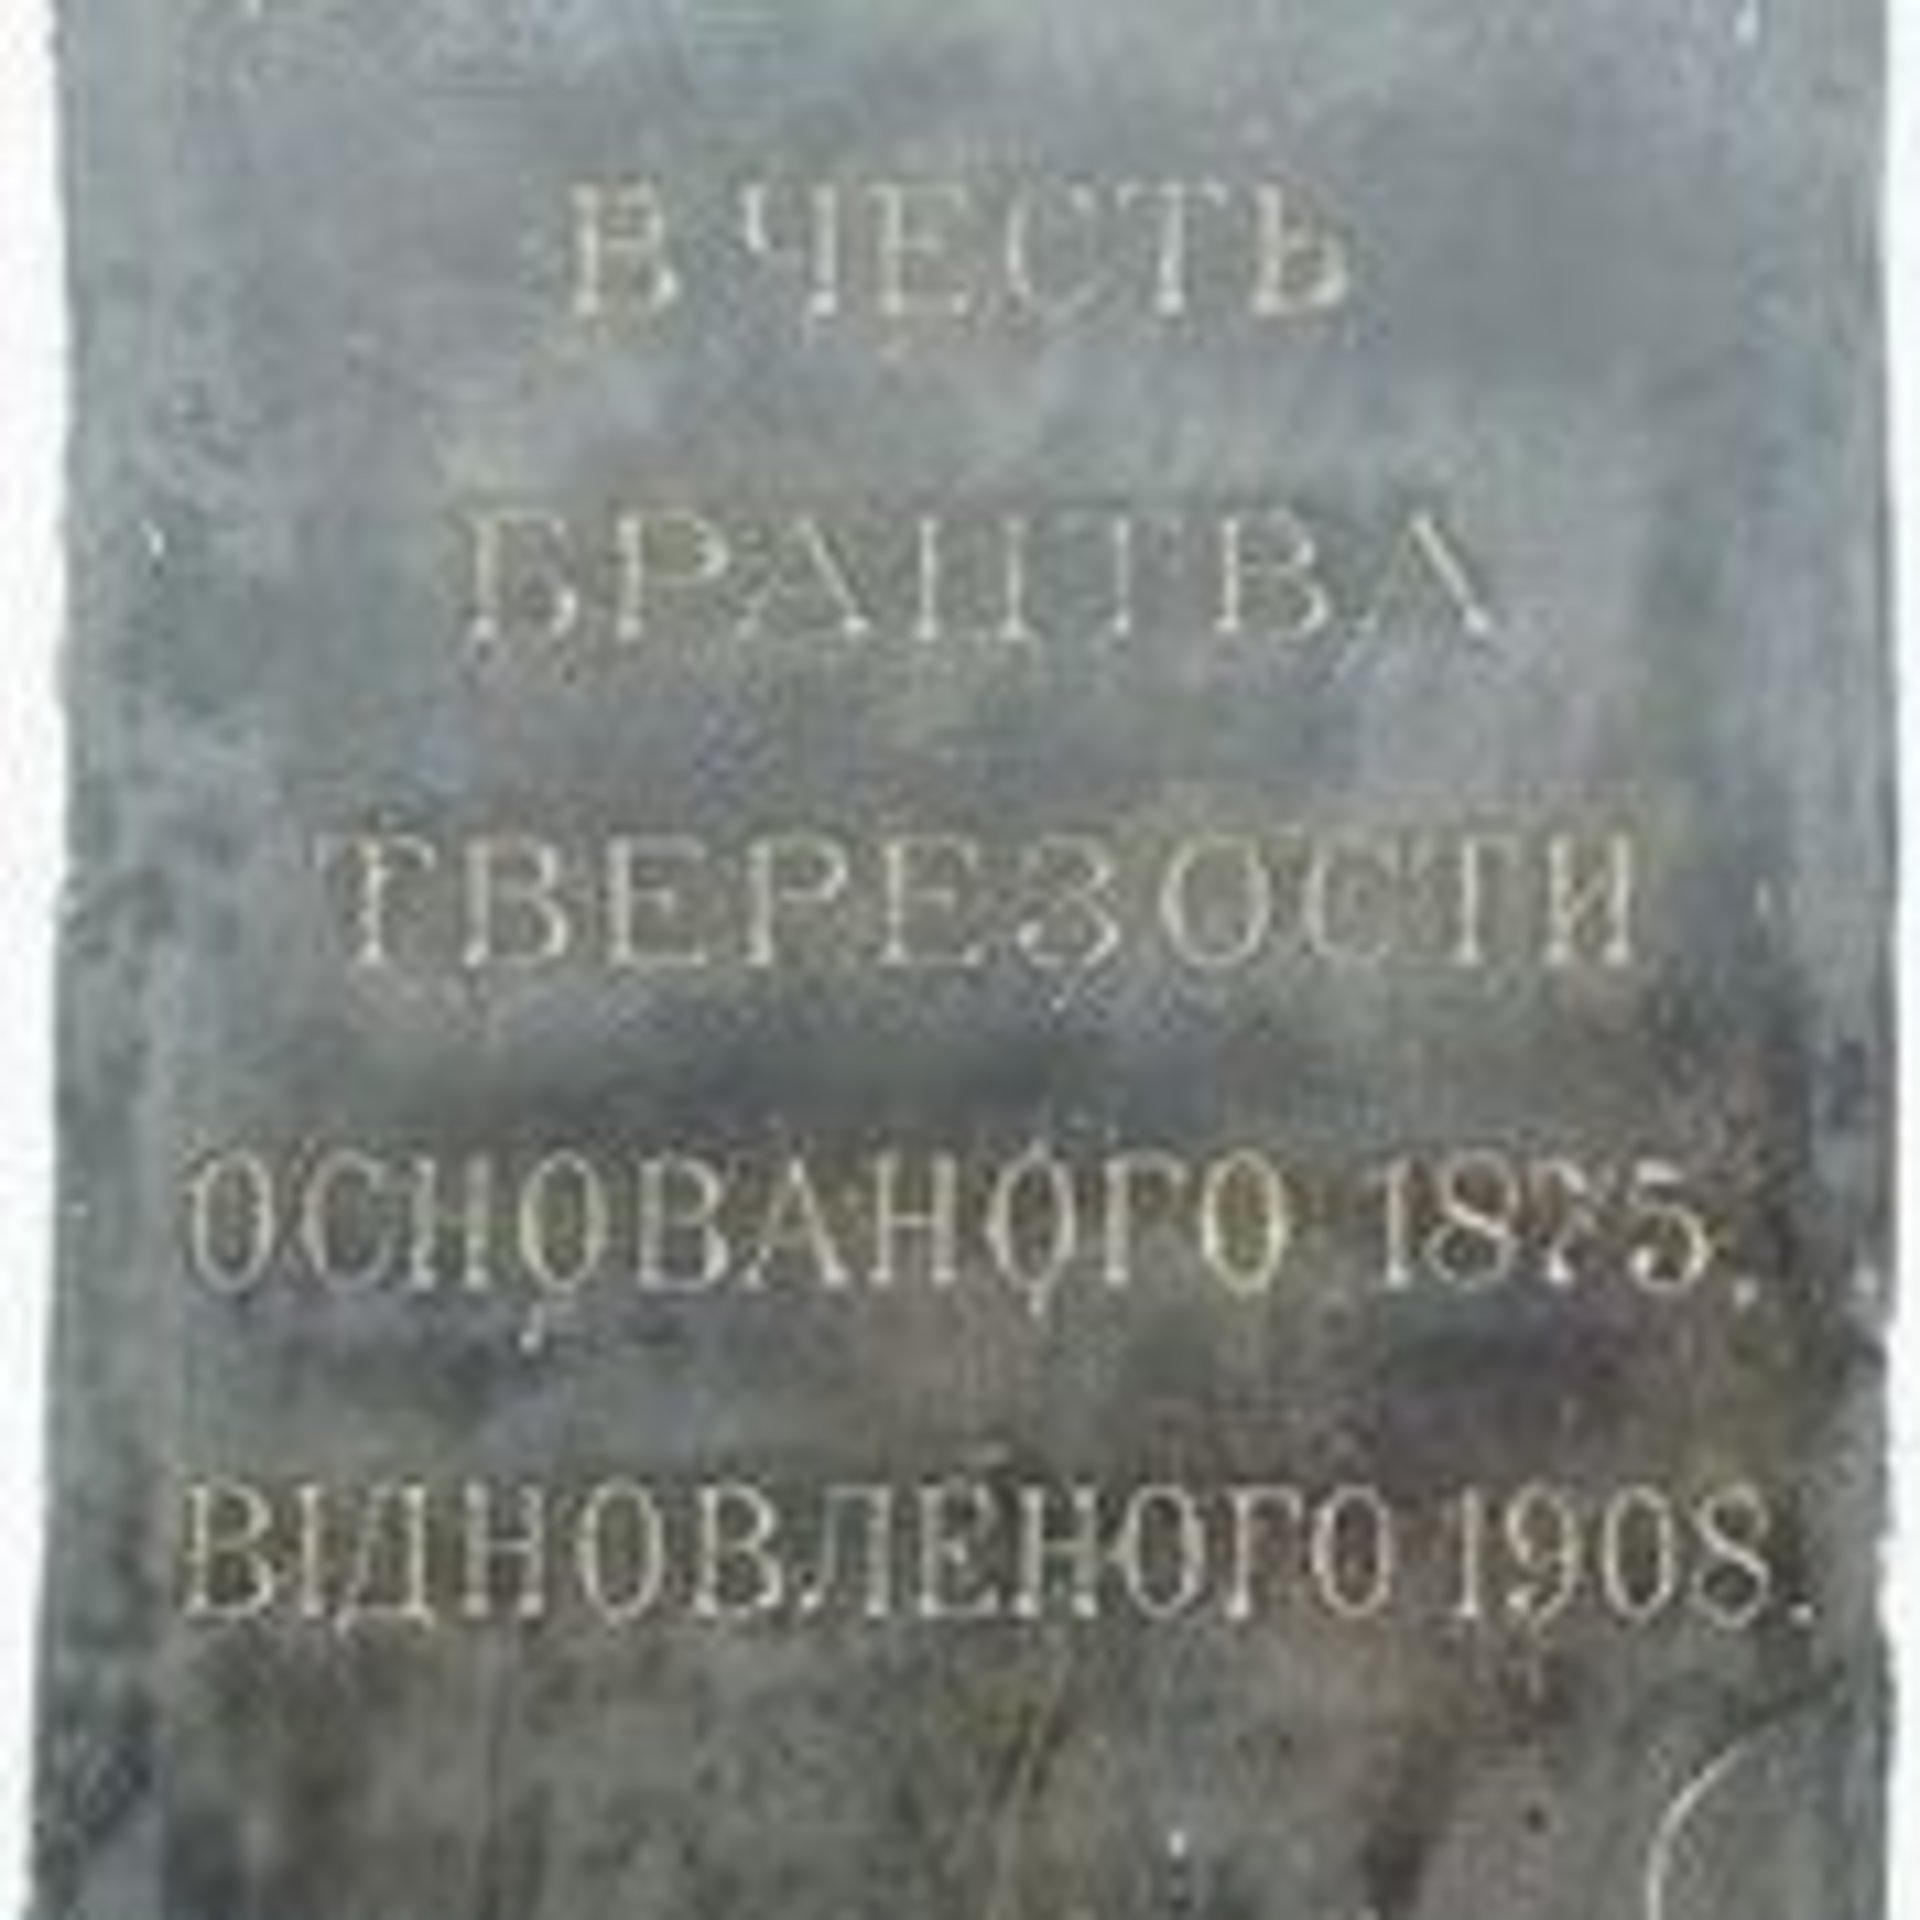 В ЧЕСТЬ
БРАЦТВА
ТВЕРЕЗОСТИ
ОСНОВАНОГО 1875.
ВІДНОВЛЕНОГО 1908.